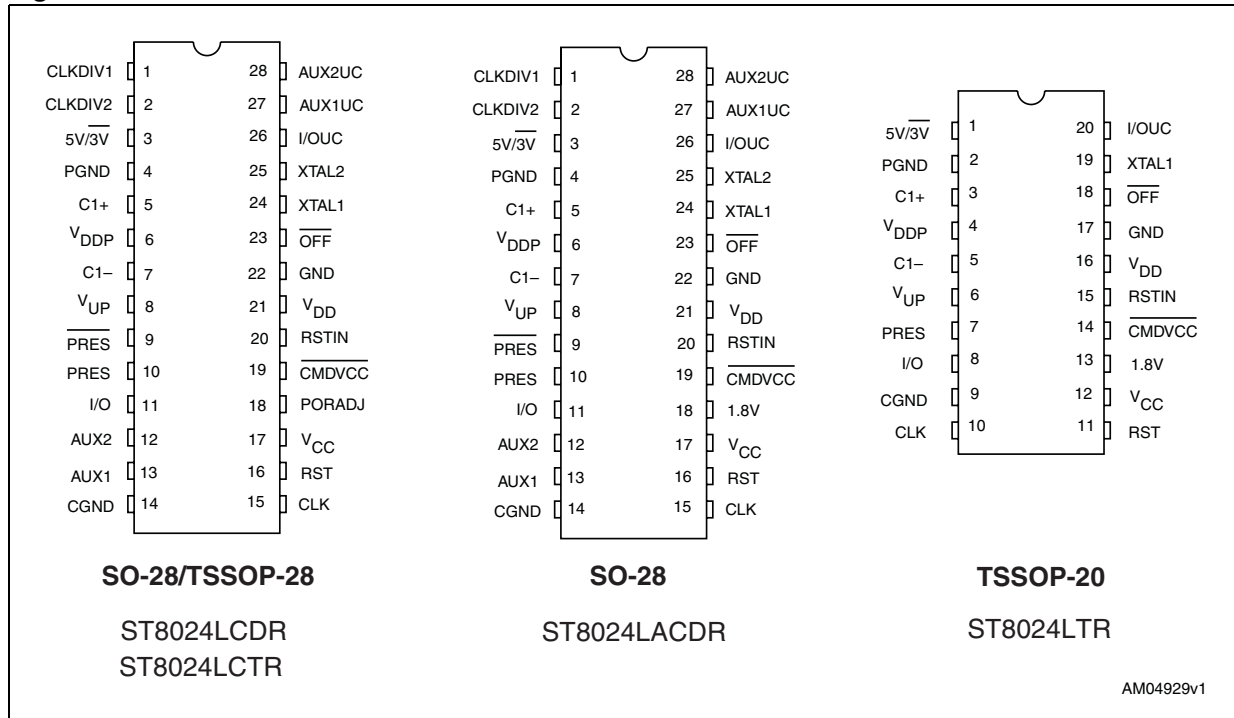 CLKDIV1 1 28 AUX2UC
CLKDIV2 2 27 AUX1UC
5V/3V 3 26 I/OUC
PGND 4 25 XTAL2
C1+ 5 24 XTAL1
VDDP 6 23 OFF
C1– 7 22 GND
VUP 8 21 VDD
PRES 9 20 RSTIN
PRES 10 19 CMDVCC
I/O 11 18 PORADJ
AUX2 12 17 VCC
AUX1 13 16 RST
CGND 14 15 CLK
SO-28/TSSOP-28
ST8024LCDR
ST8024LCTR
CLKDIV1 1 28 AUX2UC
CLKDIV2 2 27 AUX1UC
5V/3V 3 26 I/OUC
PGND 4 25 XTAL2
C1+ 5 24 XTAL1
VDDP 6 23 OFF
C1– 7 22 GND
VUP 8 21 VDD
PRES 9 20 RSTIN
PRES 10 19 CMDVCC
I/O 11 18 1.8V
AUX2 12 17 VCC
AUX1 13 16 RST
CGND 14 15 CLK
SO-28
ST8024LACDR
5V/3V 1 20 I/OUC
PGND 2 19 XTAL1
C1+ 3 18 OFF
VDDP 4 17 GND
C1– 5 16 VDD
VUP 6 15 RSTIN
PRES 7 14 CMDVCC
I/O 8 13 1.8V
CGND 9 12 VCC
CLK 10 11 RST
TSSOP-20
ST8024LTR
AM04929v1